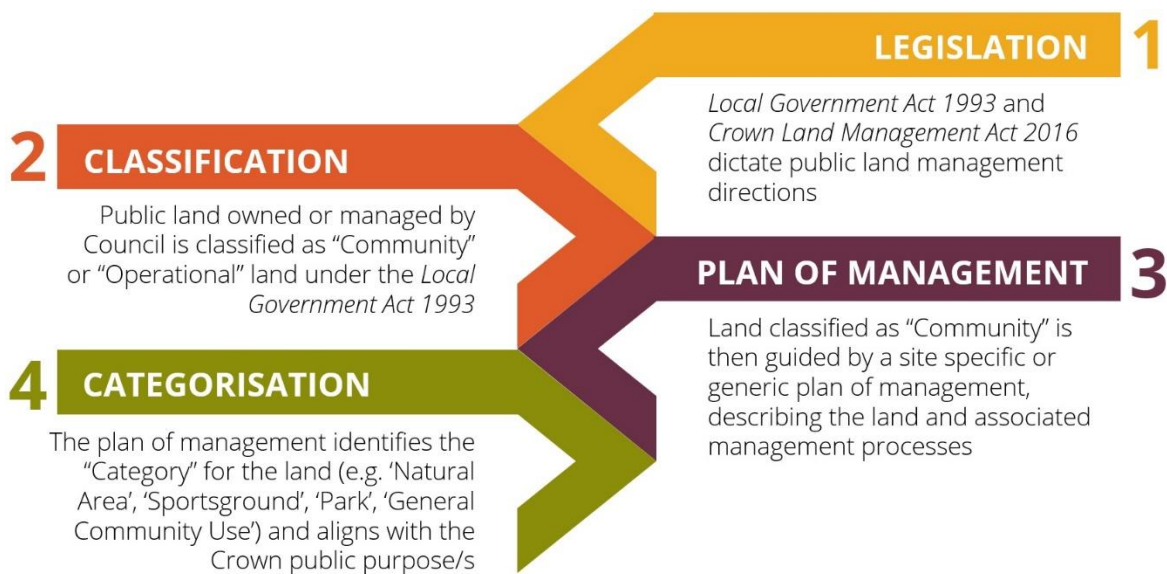 1
LEGISLATION
Local Government Act 1993 and
Crown Land Management Act 2016
dictate public land management
directions
2
CLASSIFICATION
Public land owned or managed by
Council is classified as “Community”
or “Operational” land under the Local
Government Act 1993
3
PLAN OF MANAGEMENT
Land classified as “Community” is
then guided by a site specific or
generic plan of management,
describing the land and associated
management processes
4
CATEGORISATION
The plan of management identifies the
“Category” for the land (e.g. ‘Natural
Area’, ‘Sportsground’, ‘Park’, ‘General
Community Use’) and aligns with the
Crown public purpose/s